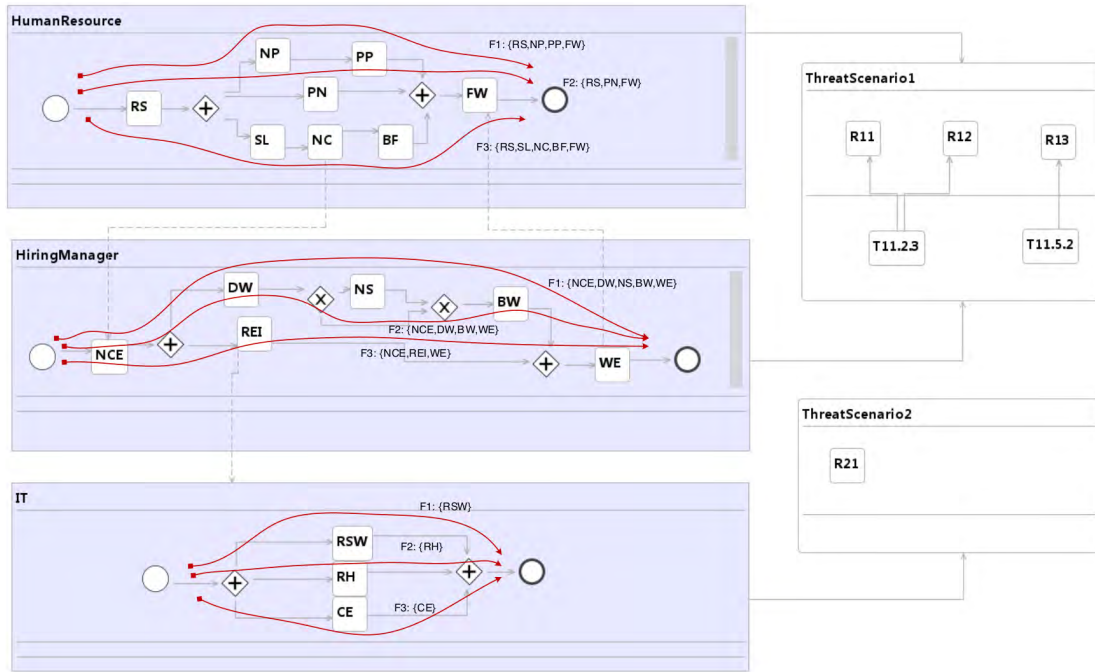 HumanResource
NP
PP
F1: {RS,NP,PP,FW}
F2: {RS,PN,FW}
RS
PN
FW
SL
NC
BF
F3: {RS,SL,NC,BF,FW}
ThreatScenario1
R11
R12
R13
T11.2.3
T11.5.2
HiringManager
DW
NS
BW
F1: {NCE,DW,NS,BW,WE}
REI
F2: {NCE,DW,BW,WE}
NCE
F3: {NCE,REI,WE}
WE
ThreatScenario2
R21
IT
F1: {RSW}
RSW
F2: {RH}
RH
CE
F3: {CE}